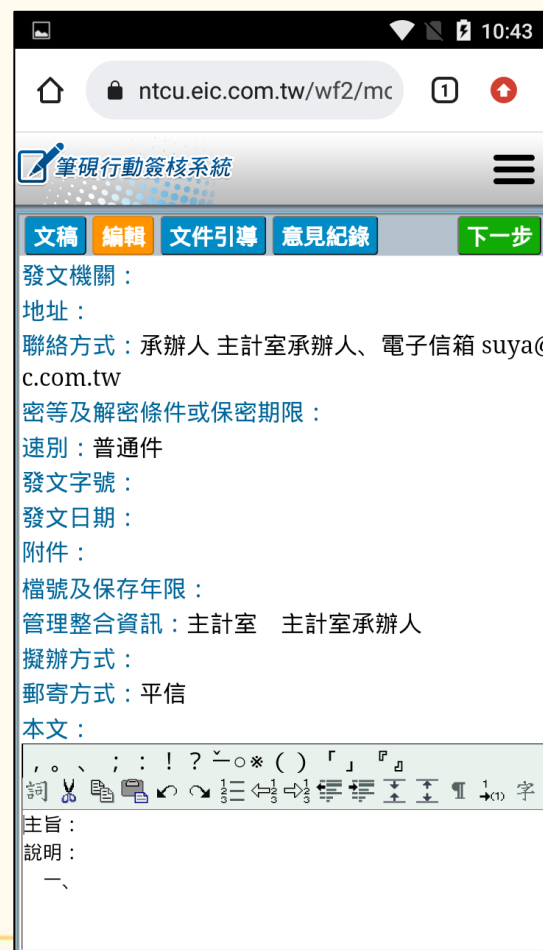 10:43
ntcu.eic.com.tw/wf2/mc
1
筆硯行動簽核系統
文稿 編輯 文件引導 意見紀錄 下一步
發文機關：
地址：
聯絡方式：承辦人 主計室承辦人、電子信箱 suya@
c.com.tw
密等及解密條件或保密期限：
速別：普通件
發文字號：
發文日期：
附件：
檔號及保存年限：
管理整合資訊：主計室　主計室承辦人
擬辦方式：
郵寄方式：平信
本文：
，。、；：！？○※（）「」『』
詞 字
主旨：
說明：
一、